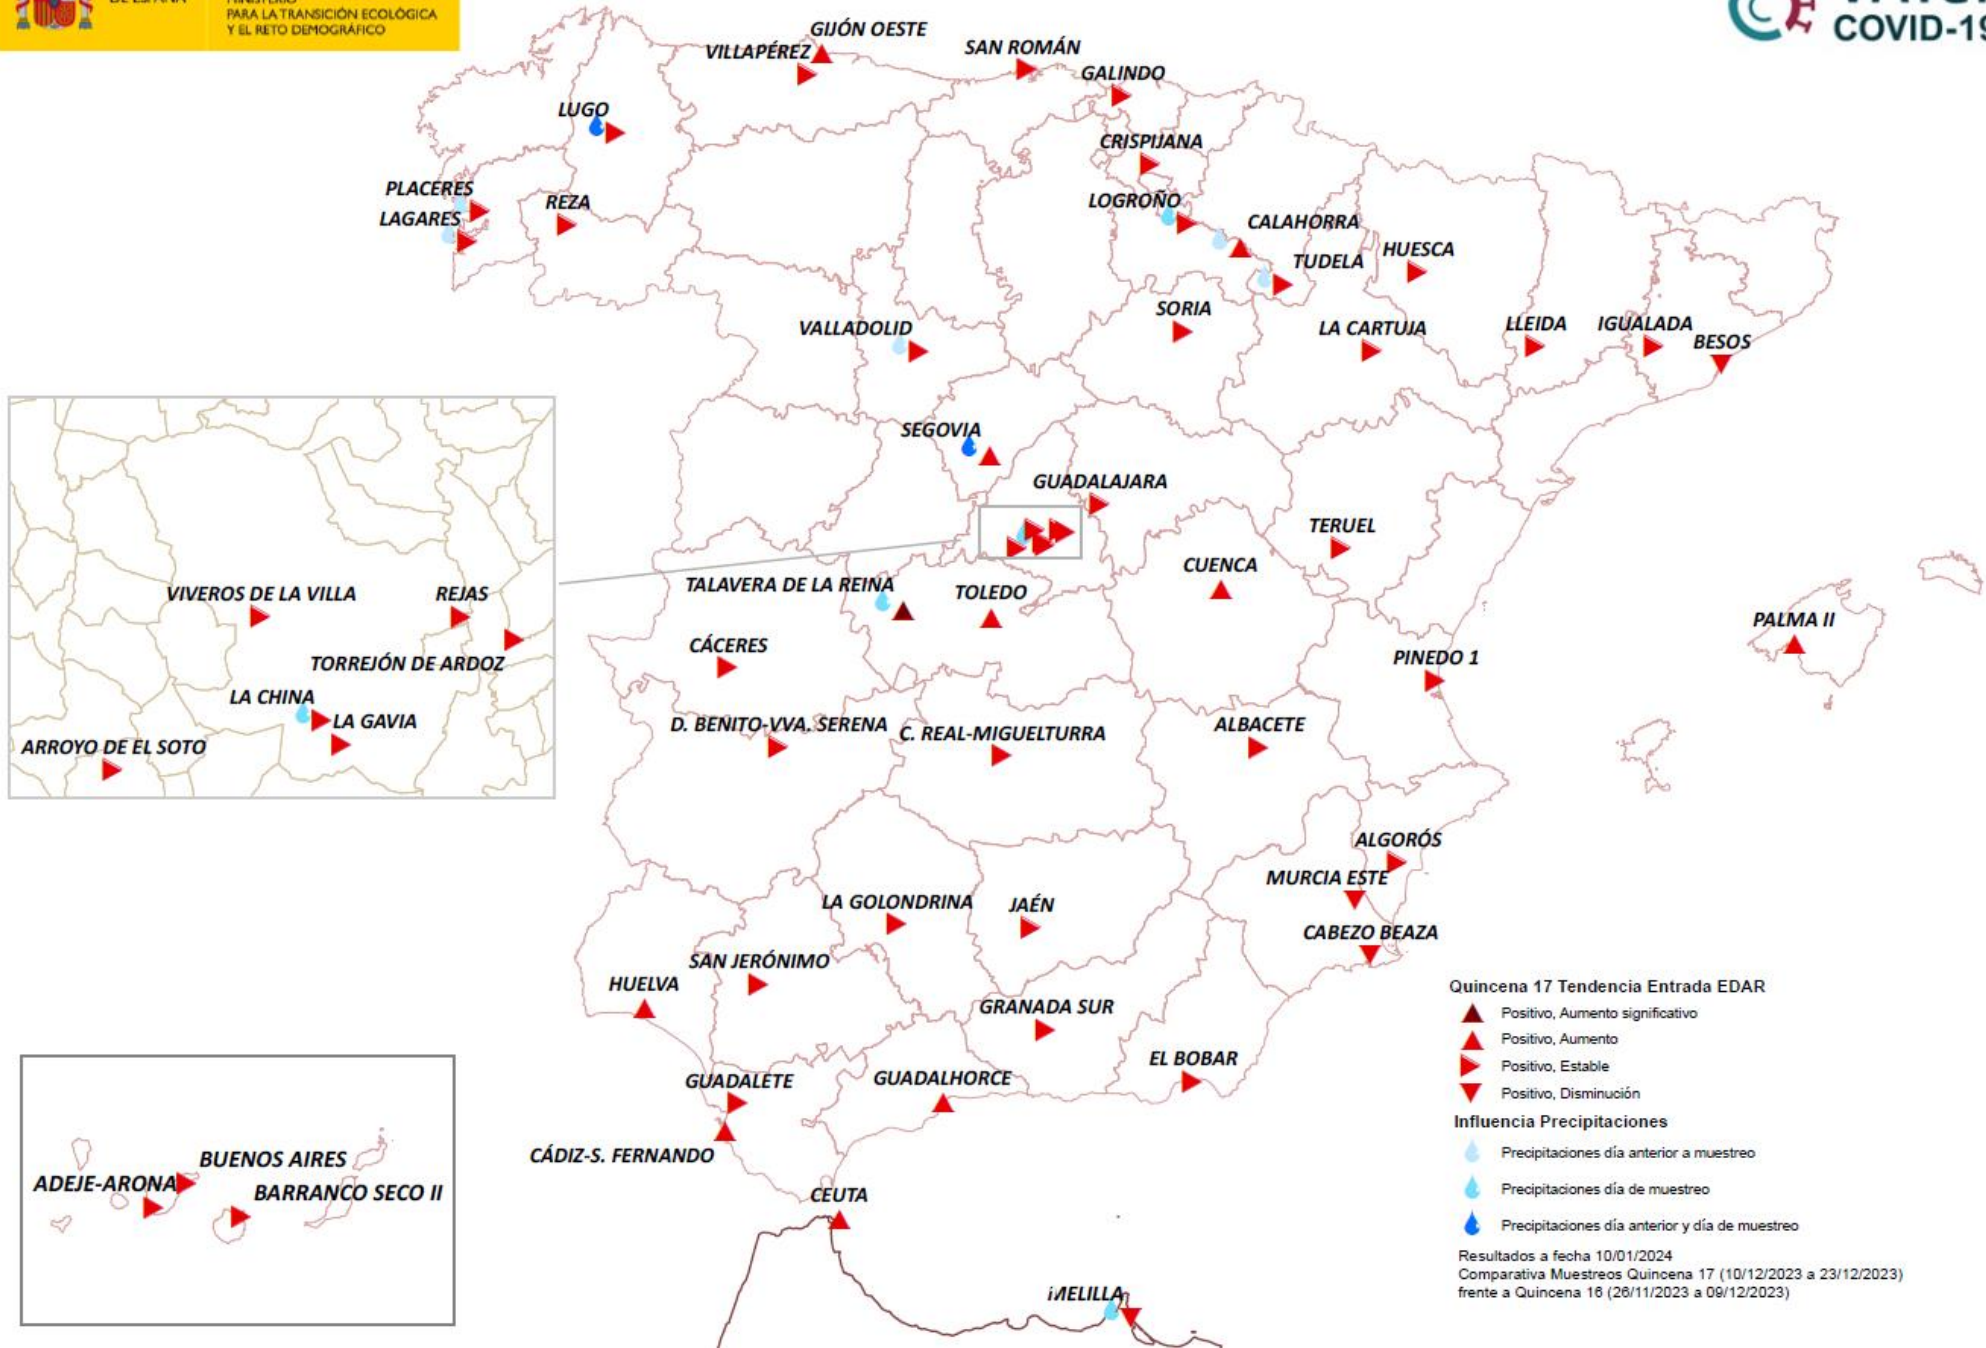 PARA LA TRANSICIÓN ECOLÓGICA
Y EL RETO DEMOGRÁFICO
COVID-19
GIJÓN OESTE
VILLAPÉREZ
SAN ROMÁN
GALINDO
LUGO
CRISPIJANA
PLACERES
REZA
LOGROÑO
LAGARES
CALAHORRA
HUESCA
TUDELA
SORIA
VALLADOLID
LA CARTUJA
LLEIDA
IGUALADA
BESOS
SEGOVIA
GUADALAJARA
TERUEL
CUENCA
TALAVERA DE LA REINA
TOLEDO
VIVEROS DE LA VILLA
REJAS
PALMA II
CÁCERES
PINEDO 1
TORREJÓN DE ARDOZ
LA CHINA
LA GAVIA
D. BENITO-VVA. SERENA
C. REAL-MIGUELTURRA
ALBACETE
ARROYO DE EL SOTO
ALGORÓS
MURCIA ESTE
LA GOLONDRINA
JAÉN
CABEZO BEAZA
SAN JERÓNIMO
HUELVA
GRANADA SUR
EL BOBAR
GUADALETE
GUADALHORCE
CÁDIZ-S. FERNANDO
BUENOS AIRES
ADEJE-ARONA
BARRANCO SECO II
CEUTA
MELILLA
Quincena 17 Tendencia Entrada EDAR
Positivo, Aumento significativo
Positivo, Aumento
Positivo, Estable
Positivo, Disminución
Influencia Precipitaciones
Precipitaciones día anterior a muestreo
Precipitaciones día de muestreo
Precipitaciones día anterior y día de muestreo
Resultados a fecha 10/01/2024
Comparativa Muestreos Quincena 17 (10/12/2023 a 23/12/2023)
frente a Quincena 16 (26/11/2023 a 09/12/2023)